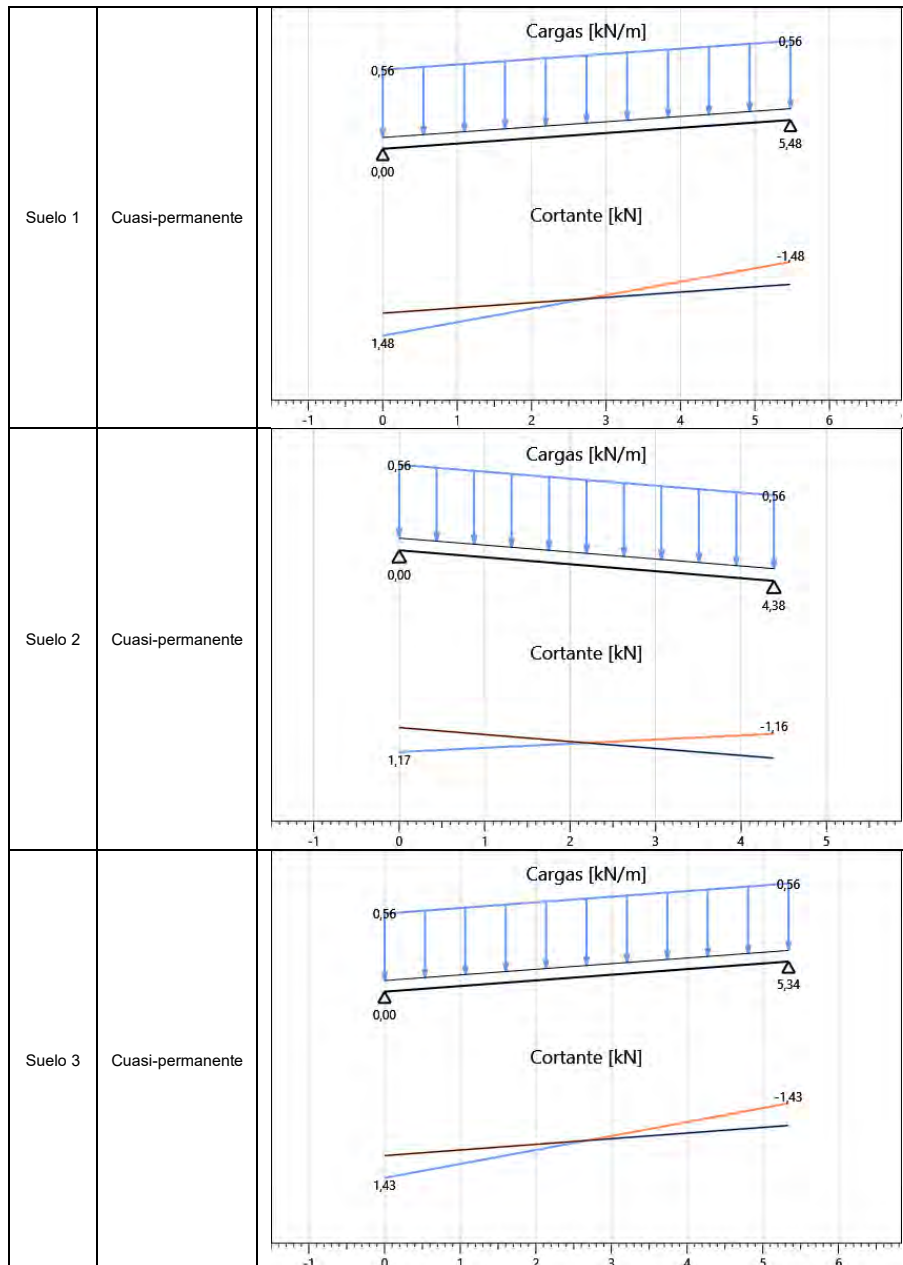 Cargas [kN/m]
0,56
0,56
5,48
0,00
Suelo 1
Cuasi-permanente
Cortante [kN]
-1,48
1,48
-1 0 1 2 3 4 5 6
Cargas [kN/m]
0,56
0,56
0,00
4,38
Suelo 2
Cuasi-permanente
Cortante [kN]
-1,16
1,17
-1 0 1 2 3 4 5
Cargas [kN/m]
0,56
0,56
5,34
0,00
Suelo 3
Cuasi-permanente
Cortante [kN]
-1,43
1,43
-1 0 1 2 3 4 5 6